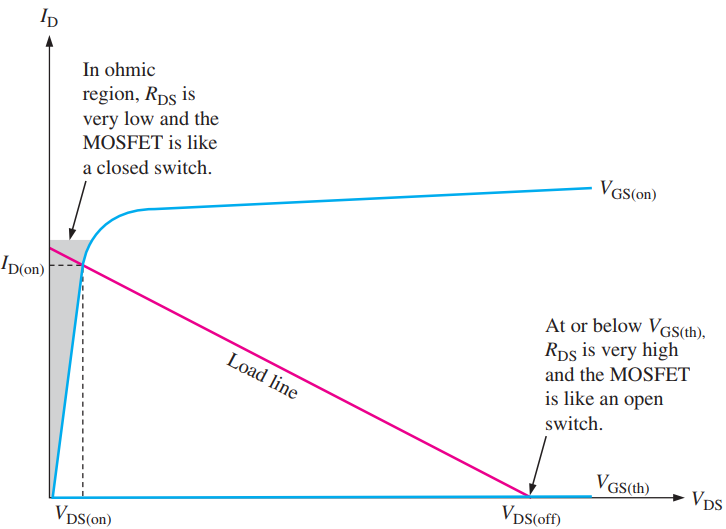 I_D
In ohmic
region, R_DS is
very low and the
MOSFET is like
a closed switch.
V_GS(on)
I_D(on)
Load line
At or below V_GS(th),
R_DS is very high
and the MOSFET
is like an open
switch.
V_GS(th)
V_DS
V_DS(on)
V_DS(off)